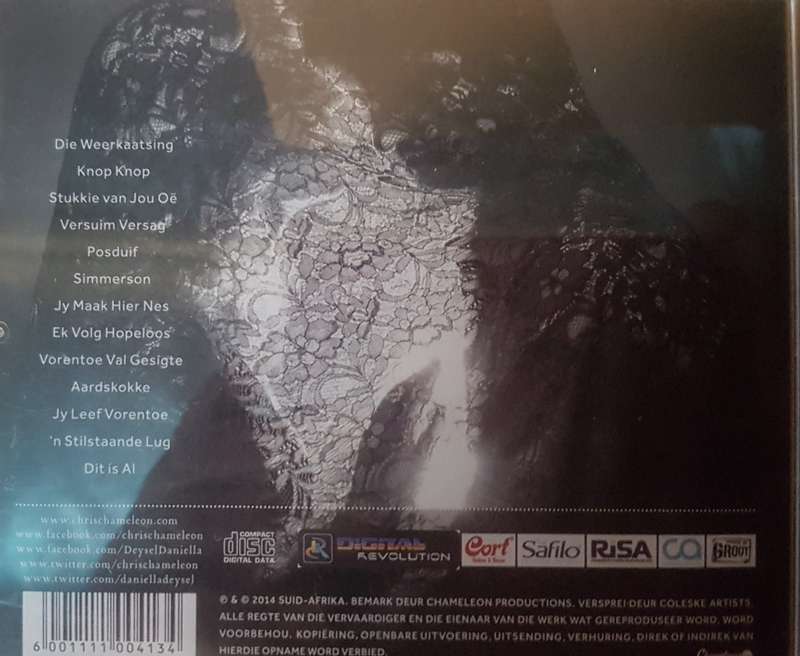 Die Weerkaatsing
Knop Knop
Stukkie van Jou Oë
Versuim Versag
Posduif
Simmerson
Jy Maak Hier Nes
Ek Volg Hopeloos
Vorentoe Val Gesigte
Aardskokke
Jy Leef Vorentoe
'n Stilstaande Lug
Dit is Al
www.chrischameleon.com
www.facebook.com/chrischameleon
www.facebook.com/DeyselDaniella
www.twitter.com/chrischameleon
www.twitter.com/danielladeysel
COMPACT
disc
DIGITAL DATA
DIGITAL
REVOLUTION
Corf
Safilo
RiSA
CA
GROOT
℗ & © 2014 SUID-AFRIKA. BEMARK DEUR CHAMELEON PRODUCTIONS. VERSPREI DEUR COLESKE ARTISTS.
ALLE REGTE VAN DIE VERVAARDIGER EN DIE EIENAAR VAN DIE WERK WAT GEREPRODUSEER WORD, WORD
VOORBEHOU. KOPIËRING, OPENBARE UITVOERING, UITSENDING, VERHURING, DIREK OF INDIREK VAN
HIERDIE OPNAME WORD VERBIED.
6 001111 004134